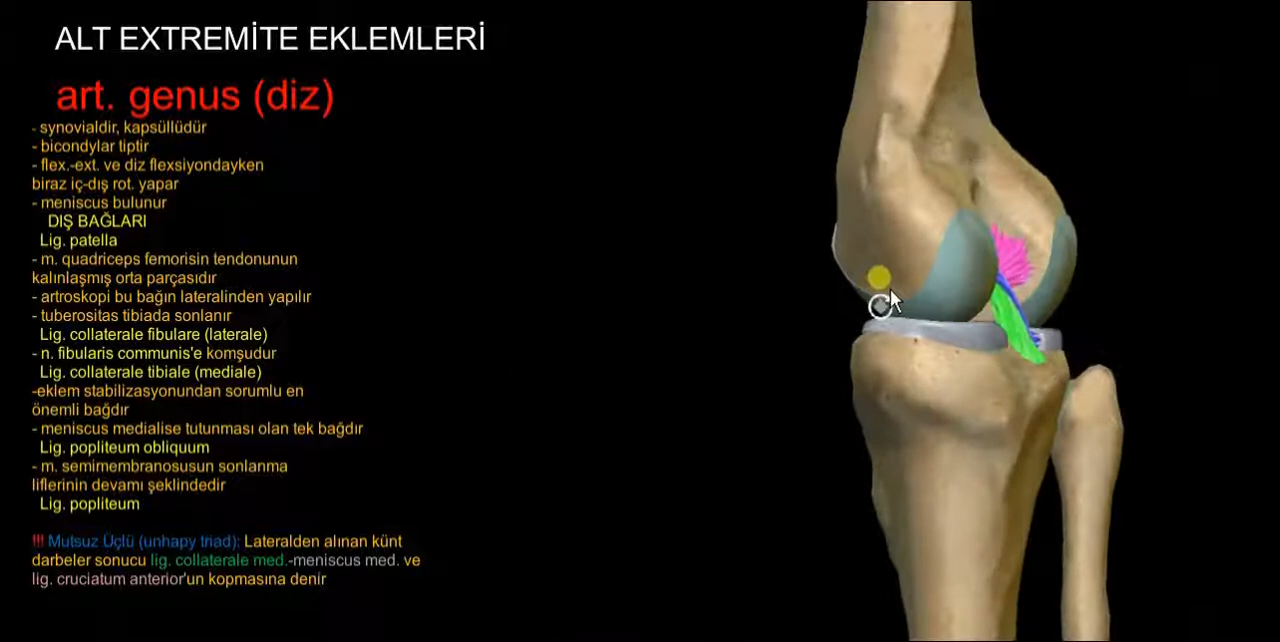 ALT EXTREMİTE EKLEMLERİ
art. genus (diz)
- synovialdir, kapsüllüdür
- bicondylar tiptir
- flex.-ext. ve diz flexsiyondayken
biraz iç-dış rot. yapar
- meniscus bulunur
DIŞ BAĞLARI
Lig. patella
- m. quadriceps femorisin tendonunun
kalınlaşmış orta parçasıdır
- artroskopi bu bağın lateralinden yapılır
- tuberositas tibiada sonlanır
Lig. collaterale fibulare (laterale)
- n. fibularis communis'e komşudur
Lig. collaterale tibiale (mediale)
-eklem stabilizasyonundan sorumlu en
önemli bağdır
- meniscus medialise tutunması olan tek bağdır
Lig. popliteum obliquum
- m. semimembranosusun sonlanma
liflerinin devamı şeklindedir
Lig. popliteum
!!! Mutsuz Üçlü (unhapy triad): Lateralden alınan künt
darbeler sonucu lig. collaterale med.-meniscus med. ve
lig. cruciatum anterior'un kopmasına denir